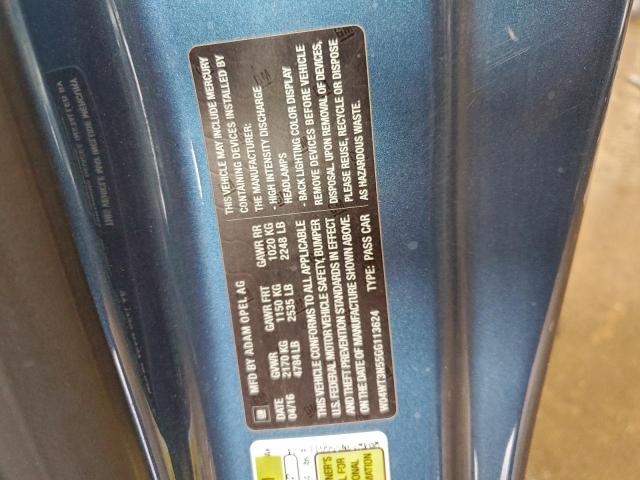 MFD BY ADAM OPEL AG
DATE GVWR GAWR FRT GAWR RR
04/16 2170 KG 1150 KG 1020 KG
4784 LB 2535 LB 2248 LB
THIS VEHICLE CONFORMS TO ALL APPLICABLE
U.S. FEDERAL MOTOR VEHICLE SAFETY, BUMPER
AND THEFT PREVENTION STANDARDS IN EFFECT
ON THE DATE OF MANUFACTURE SHOWN ABOVE.
W04WT3N55GG113624 TYPE: PASS CAR
THIS VEHICLE MAY INCLUDE MERCURY
CONTAINING DEVICES INSTALLED BY
THE MANUFACTURER:
- HIGH INTENSITY DISCHARGE
HEADLAMPS
- BACK LIGHTING COLOR DISPLAY
REMOVE DEVICES BEFORE VEHICLE
DISPOSAL UPON REMOVAL OF DEVICES,
PLEASE REUSE, RECYCLE OR DISPOSE
AS HAZARDOUS WASTE.
GM